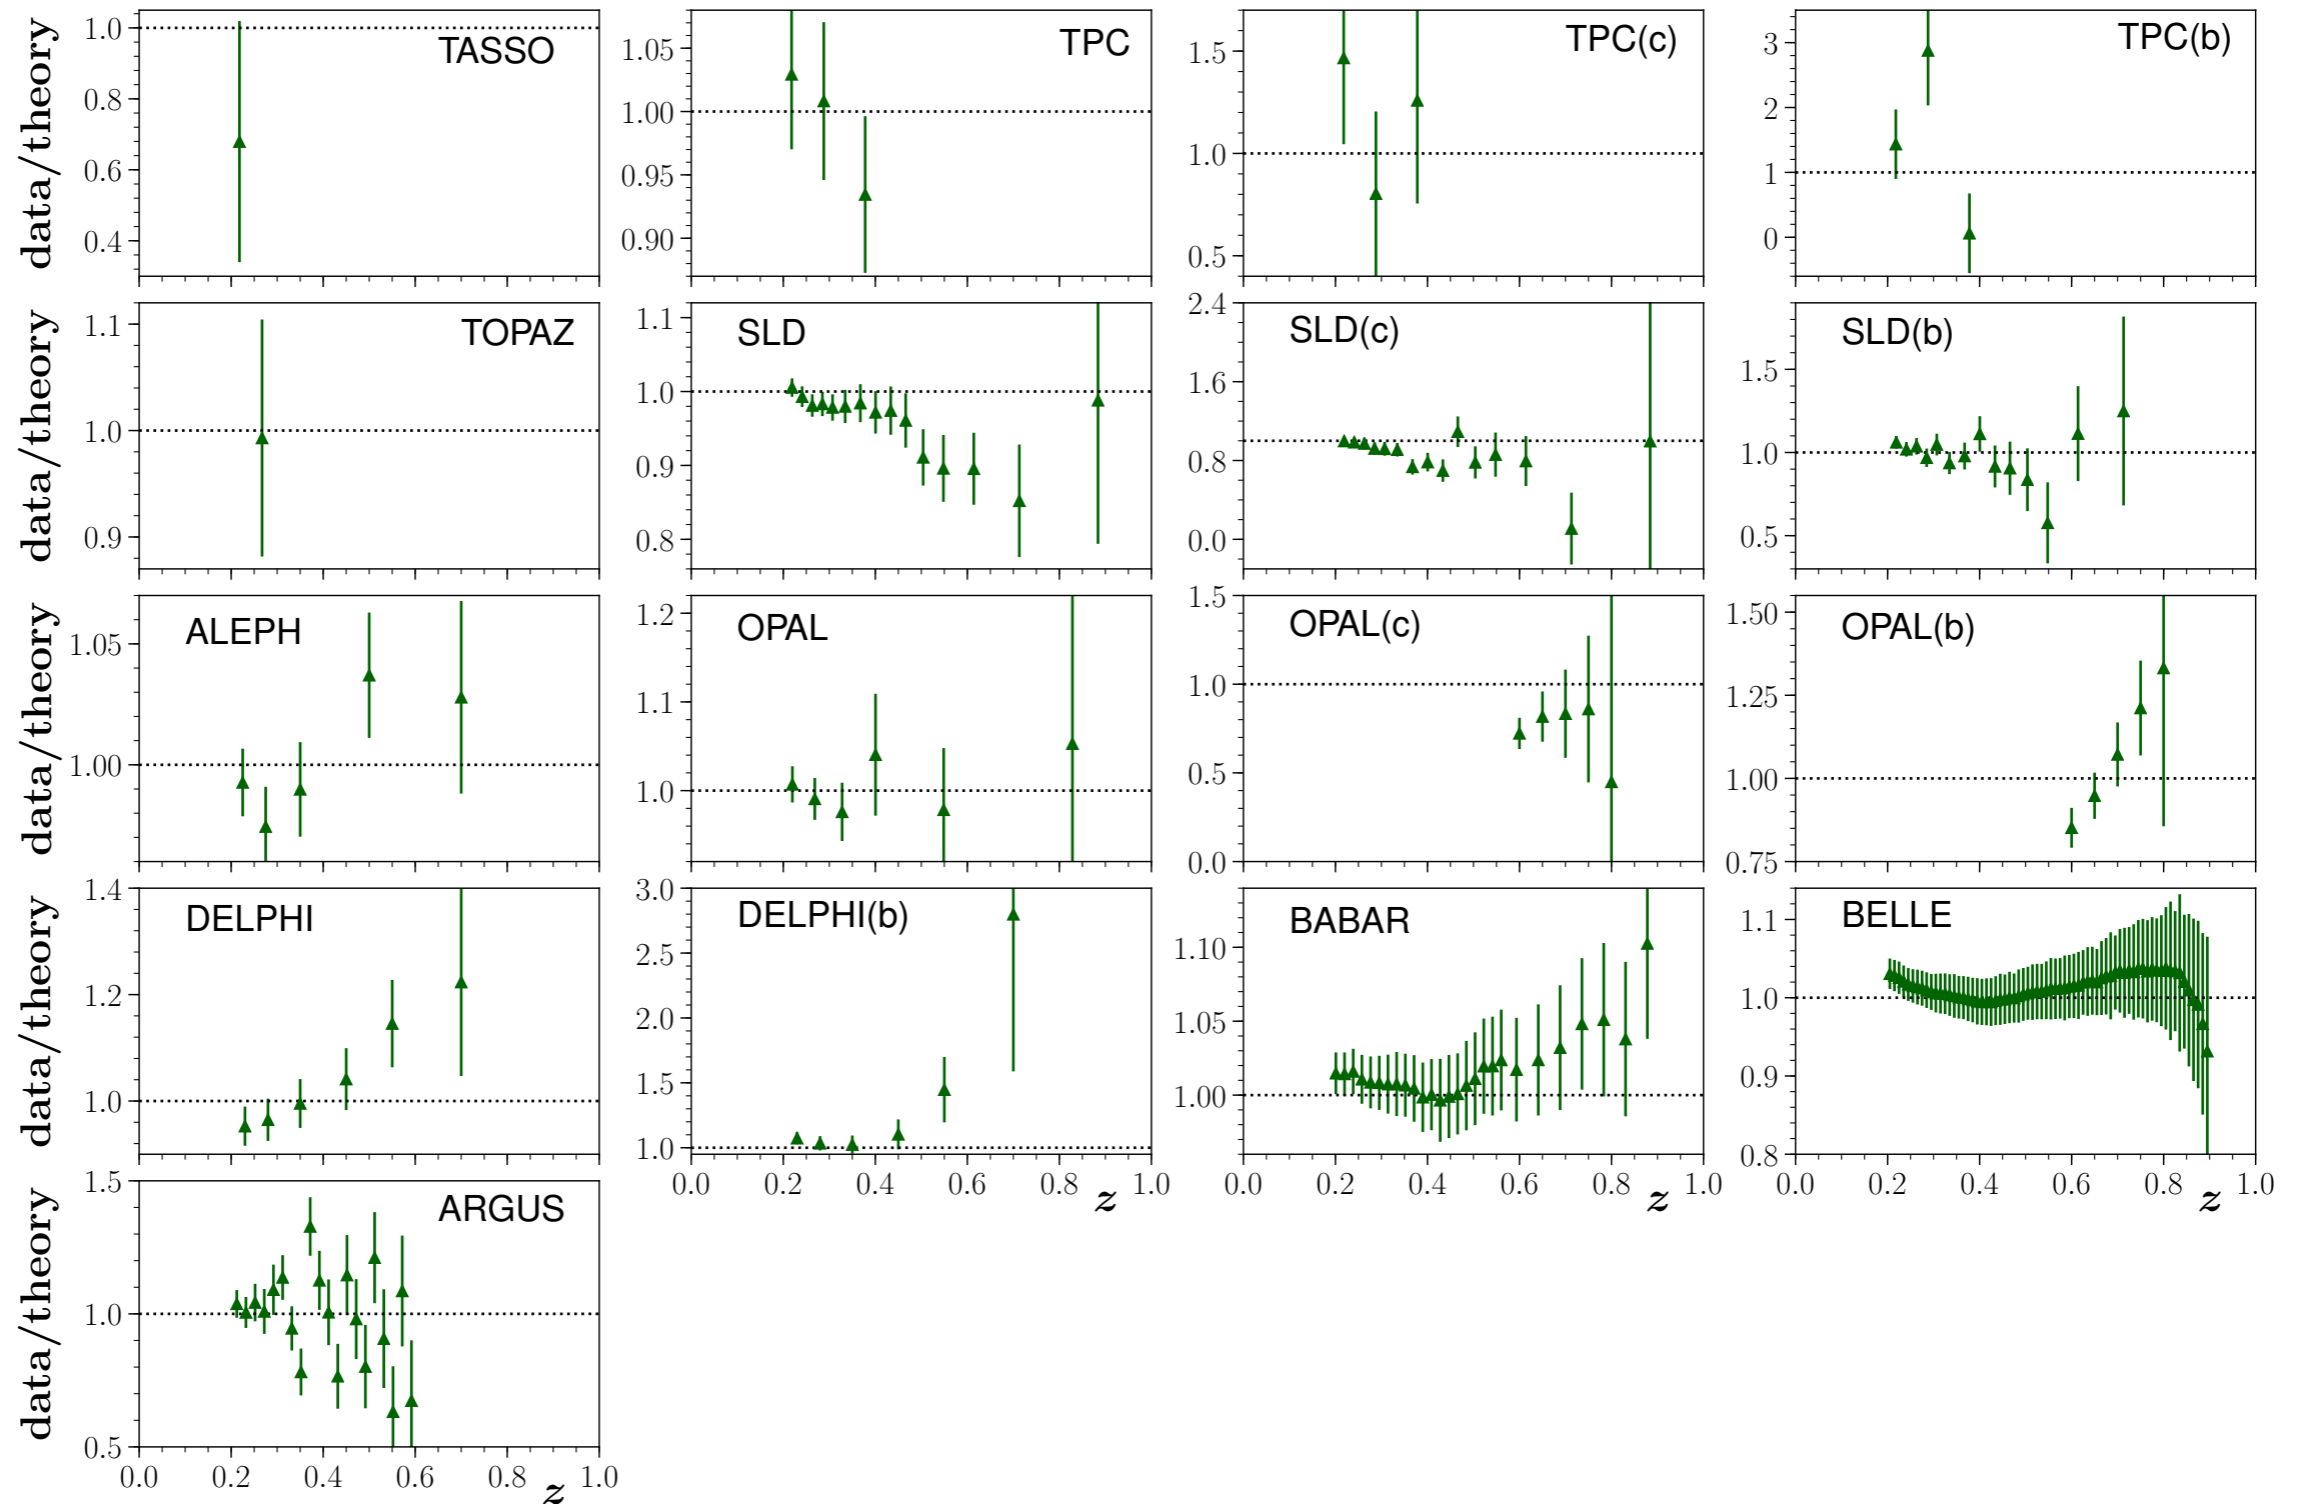 data/theory
1.0
0.8
0.6
0.4
TASSO
1.05
1.00
0.95
0.90
TPC
1.5
1.0
0.5
TPC(c)
3
2
1
0
TPC(b)
data/theory
1.1
1.0
0.9
TOPAZ
1.1
1.0
0.9
0.8
SLD
2.4
1.6
0.8
0.0
SLD(c)
1.5
1.0
0.5
SLD(b)
data/theory
1.05
1.00
ALEPH
1.2
1.1
1.0
OPAL
1.5
1.0
0.5
0.0
OPAL(c)
1.50
1.25
1.00
0.75
OPAL(b)
data/theory
1.4
1.2
1.0
DELPHI
3.0
2.5
2.0
1.5
1.0
DELPHI(b)
0.0 0.2 0.4 0.6 0.8 1.0
z
1.10
1.05
1.00
BABAR
0.0 0.2 0.4 0.6 0.8 1.0
z
1.1
1.0
0.9
0.8
BELLE
0.0 0.2 0.4 0.6 0.8 1.0
z
data/theory
1.5
1.0
0.5
ARGUS
0.0 0.2 0.4 0.6 0.8 1.0
z